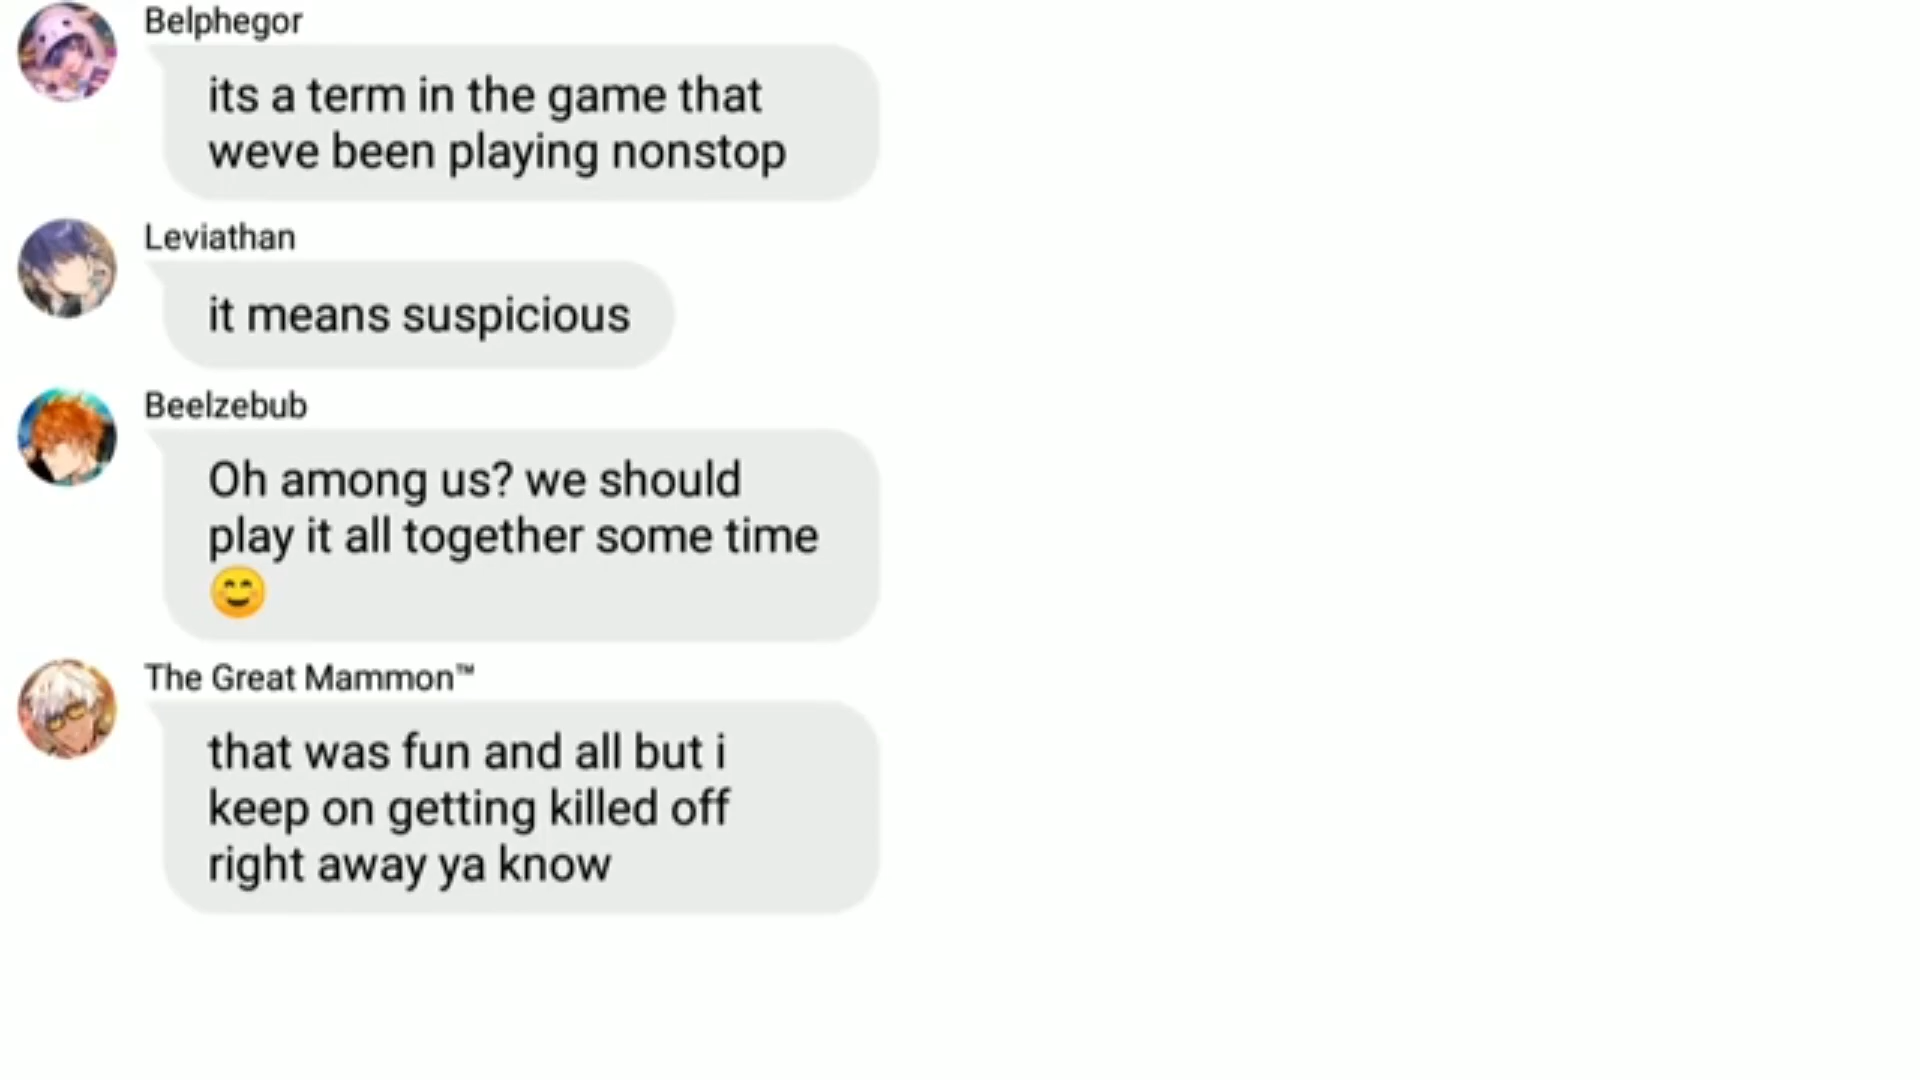 Belphegor
its a term in the game that
weve been playing nonstop
Leviathan
it means suspicious
Beelzebub
Oh among us? we should
play it all together some time
😊
The Great Mammon™
that was fun and all but i
keep on getting killed off
right away ya know